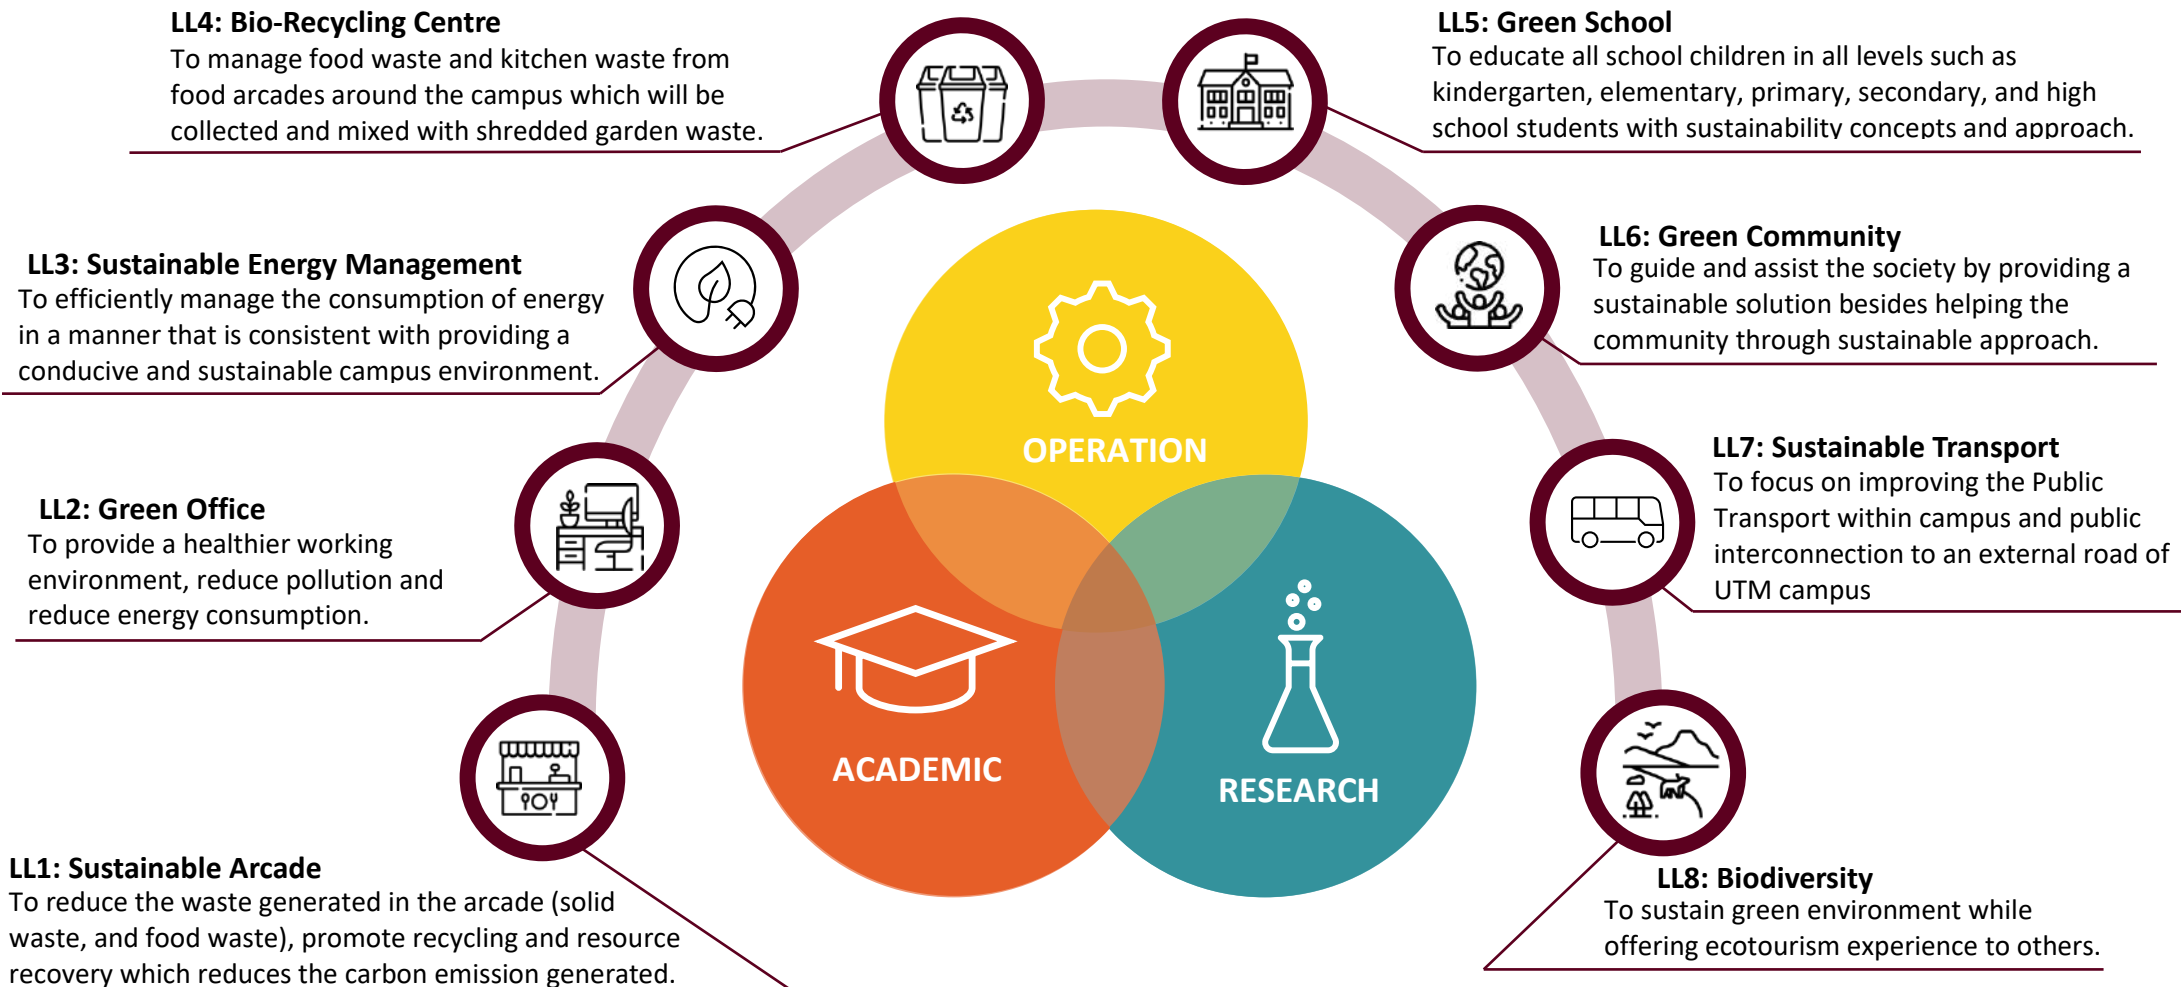 LL4: Bio-Recycling Centre
To manage food waste and kitchen waste from
food arcades around the campus which will be
collected and mixed with shredded garden waste.
LL5: Green School
To educate all school children in all levels such as
kindergarten, elementary, primary, secondary, and high
school students with sustainability concepts and approach.
LL3: Sustainable Energy Management
To efficiently manage the consumption of energy
in a manner that is consistent with providing a
conducive and sustainable campus environment.
LL6: Green Community
To guide and assist the society by providing a
sustainable solution besides helping the
community through sustainable approach.
OPERATION
LL2: Green Office
To provide a healthier working
environment, reduce pollution and
reduce energy consumption.
LL7: Sustainable Transport
To focus on improving the Public
Transport within campus and public
interconnection to an external road of
UTM campus
ACADEMIC
RESEARCH
LL1: Sustainable Arcade
To reduce the waste generated in the arcade (solid
waste, and food waste), promote recycling and resource
recovery which reduces the carbon emission generated.
LL8: Biodiversity
To sustain green environment while
offering ecotourism experience to others.